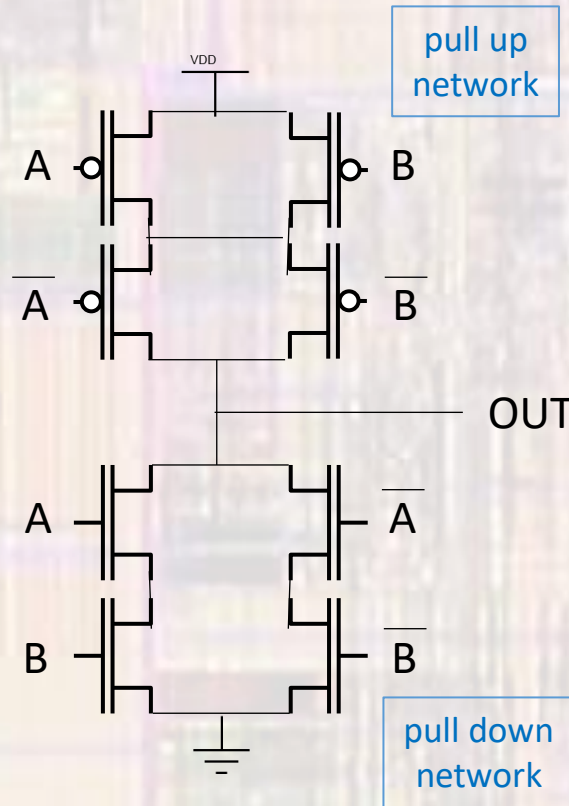 pull up
network
VDD
A B
A̅ B̅
OUT
A A̅
B B̅
pull down
network